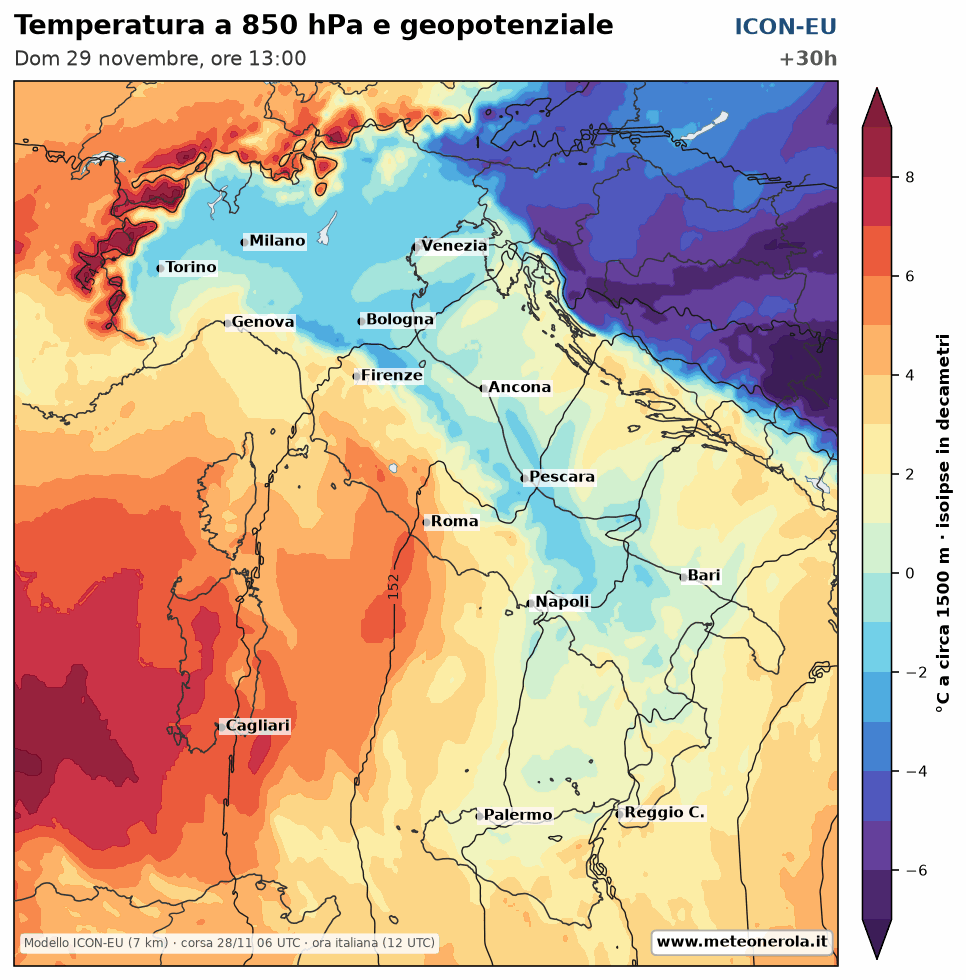 Temperatura a 850 hPa e geopotenziale
ICON-EU
Dom 29 novembre, ore 13:00
+30h
Milano
Venezia
Torino
Genova
Bologna
Firenze
Ancona
Pescara
Roma
152
Bari
Napoli
Cagliari
Palermo
Reggio C.
8
6
4
2
0
−2
−4
−6
°C a circa 1500 m · isoipse in decametri
Modello ICON-EU (7 km) · corsa 28/11 06 UTC · ora italiana (12 UTC)
www.meteonerola.it